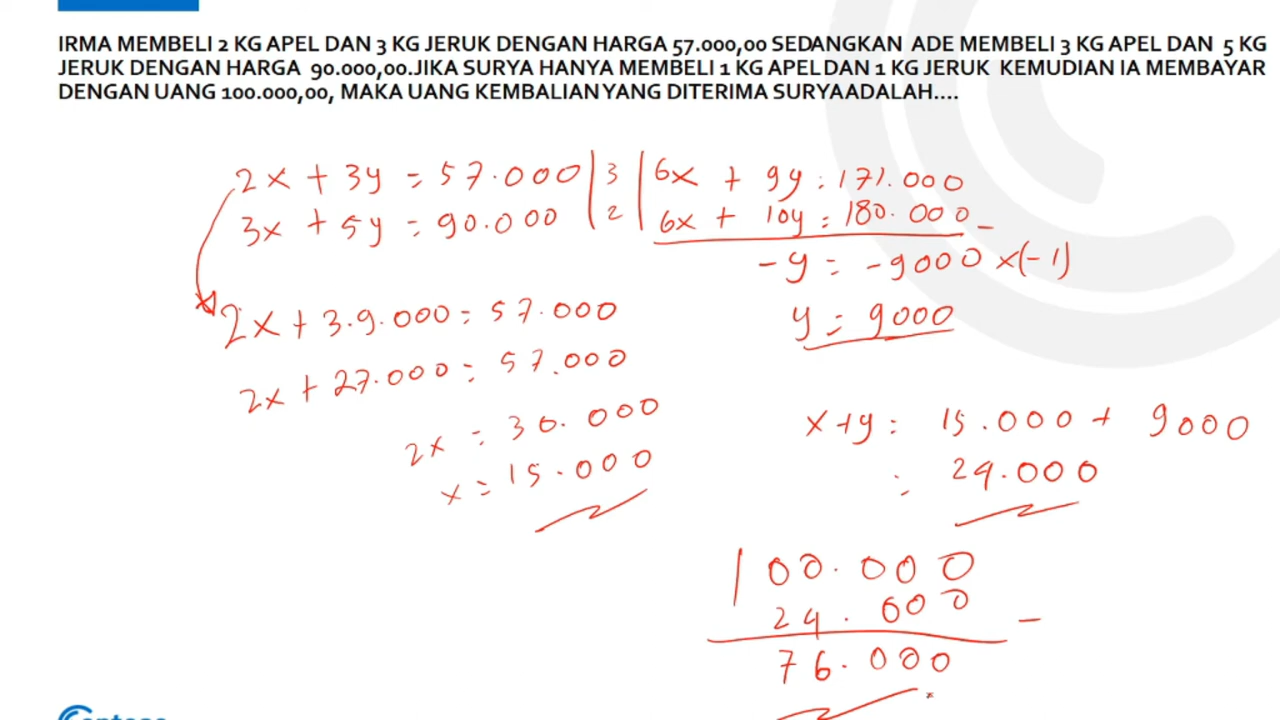 IRMA MEMBELI 2 KG APEL DAN 3 KG JERUK DENGAN HARGA 57.000,00 SEDANGKAN ADE MEMBELI 3 KG APEL DAN 5 KG
JERUK DENGAN HARGA 90.000,00.JIKA SURYA HANYA MEMBELI 1 KG APEL DAN 1 KG JERUK KEMUDIAN IA MEMBAYAR
DENGAN UANG 100.000,00, MAKA UANG KEMBALIAN YANG DITERIMA SURYAADALAH....
2x + 3y = 57.000 | 3 | 6x + 9y = 171.000
3x + 5y = 90.000 | 2 | 6x + 10y = 180.000 -
-y = -9000 x(-1)
y = 9000
2x + 3.9.000 = 57.000
2x + 27.000 = 57.000
2x = 30.000
x = 15.000
x+y = 15.000 + 9000
= 24.000
100.000
24.000 -
76.000